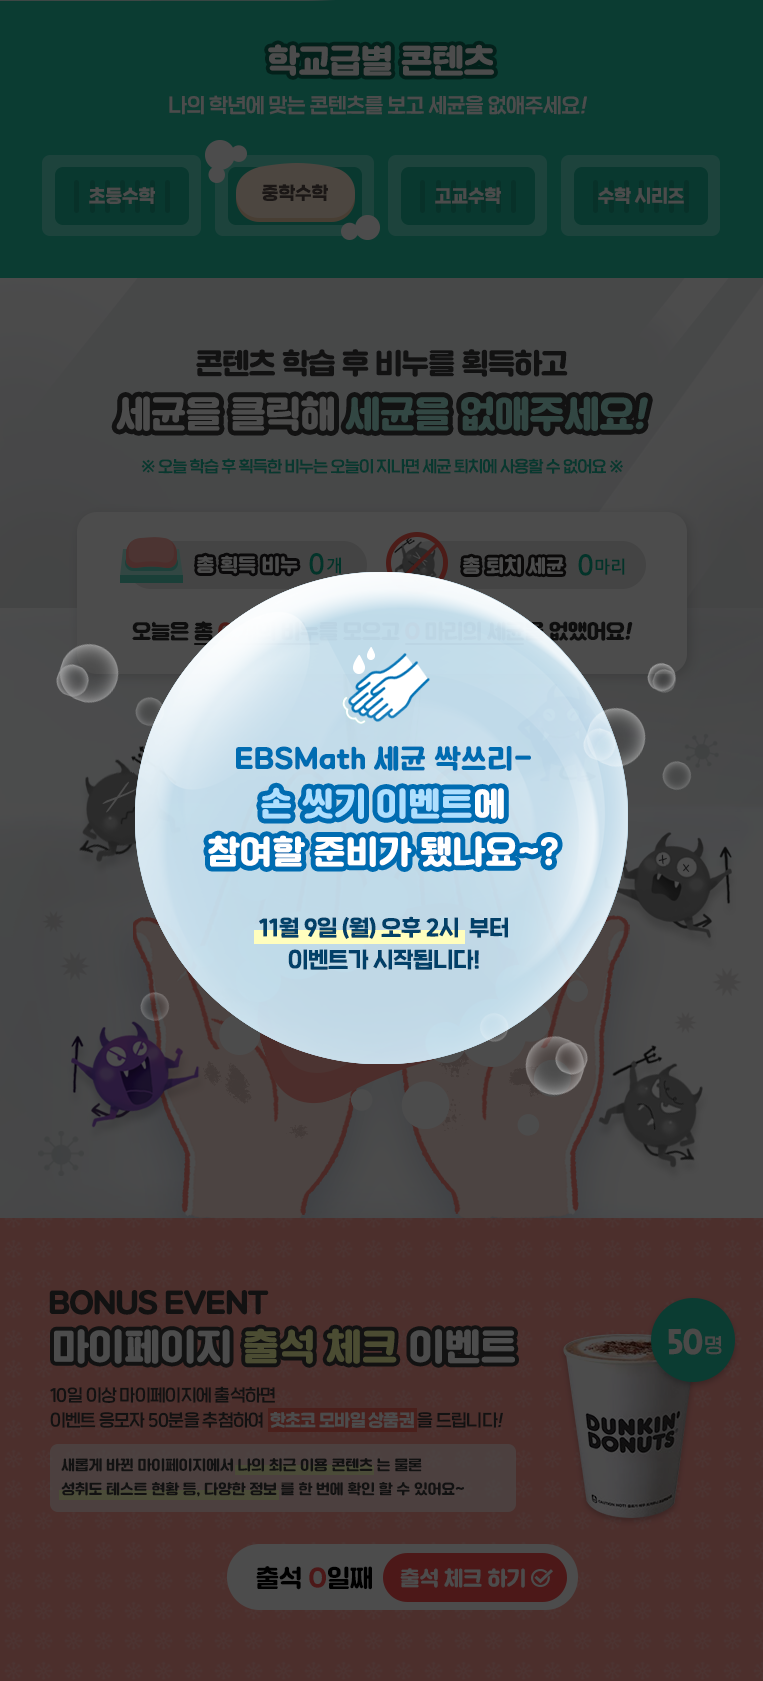 학교급별 콘텐츠
나의 학년에 맞는 콘텐츠를 보고 세균을 없애주세요!
초등수학
중학수학
고교수학
수학 시리즈
콘텐츠 학습 후 비누를 획득하고
세균을 클릭해 세균을 없애주세요!
※ 오늘 학습 후 획득한 비누는 오늘이 지나면 세균 퇴치에 사용할 수 없어요 ※
총 획득 비누 0개
총 퇴치 세균 0마리
오늘은 총 비누를 모으고 0 마리의 세균을 없앴어요!
EBSMath 세균 싹쓰리-
손 씻기 이벤트에
참여할 준비가 됐나요~?
11월 9일 (월) 오후 2시 부터
이벤트가 시작됩니다!
BONUS EVENT
마이페이지 출석 체크 이벤트
10일 이상 마이페이지에 출석하면
이벤트 응모자 50분을 추첨하여 핫초코 모바일 상품권을 드립니다!
새롭게 바뀐 마이페이지에서 나의 최근 이용 콘텐츠 는 물론
성취도 테스트 현황 등, 다양한 정보 를 한 번에 확인 할 수 있어요~
50명
DUNKIN'
DONUTS
출석 0일째
출석 체크 하기